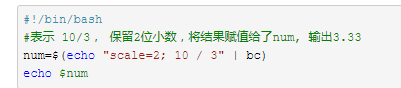 #!/bin/bash
#表示 10/3， 保留2位小数，将结果赋值给了num, 输出3.33
num=$(echo "scale=2; 10 / 3" | bc)
echo $num